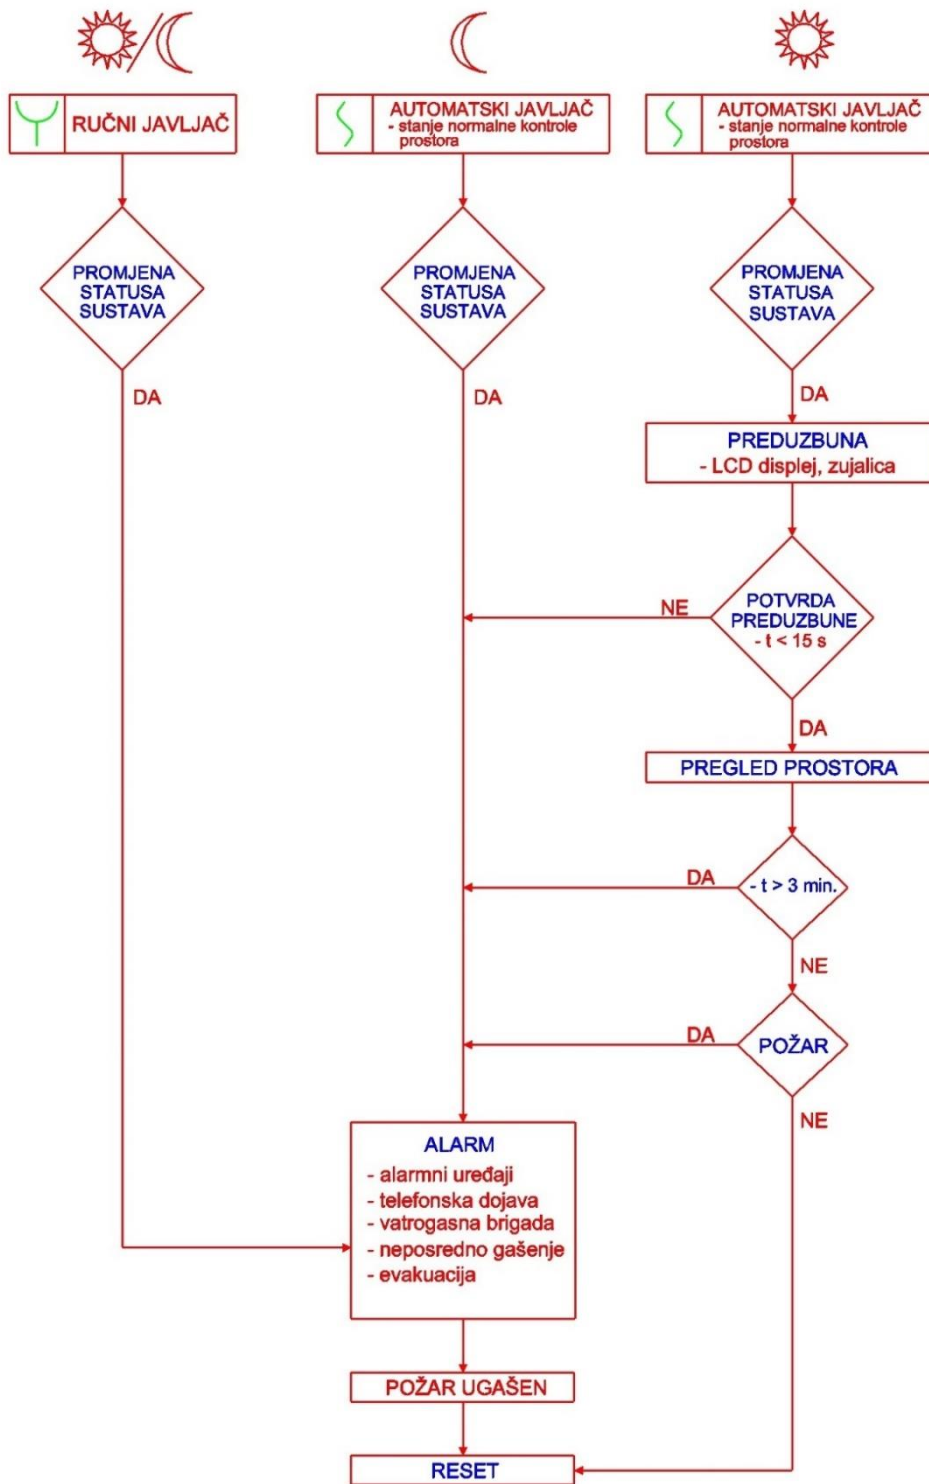 RUČNI JAVLJAČ
AUTOMATSKI JAVLJAČ
- stanje normalne kontrole
prostora
AUTOMATSKI JAVLJAČ
- stanje normalne kontrole
prostora
PROMJENA
STATUSA
SUSTAVA
PROMJENA
STATUSA
SUSTAVA
PROMJENA
STATUSA
SUSTAVA
DA
DA
DA
PREDUZBUNA
- LCD displej, zujalica
NE
POTVRDA
PREDUZBUNE
- t < 15 s
DA
PREGLED PROSTORA
DA
- t > 3 min.
NE
DA
POŽAR
NE
ALARM
- alarmni uređaji
- telefonska dojava
- vatrogasna brigada
- neposredno gašenje
- evakuacija
POŽAR UGAŠEN
RESET